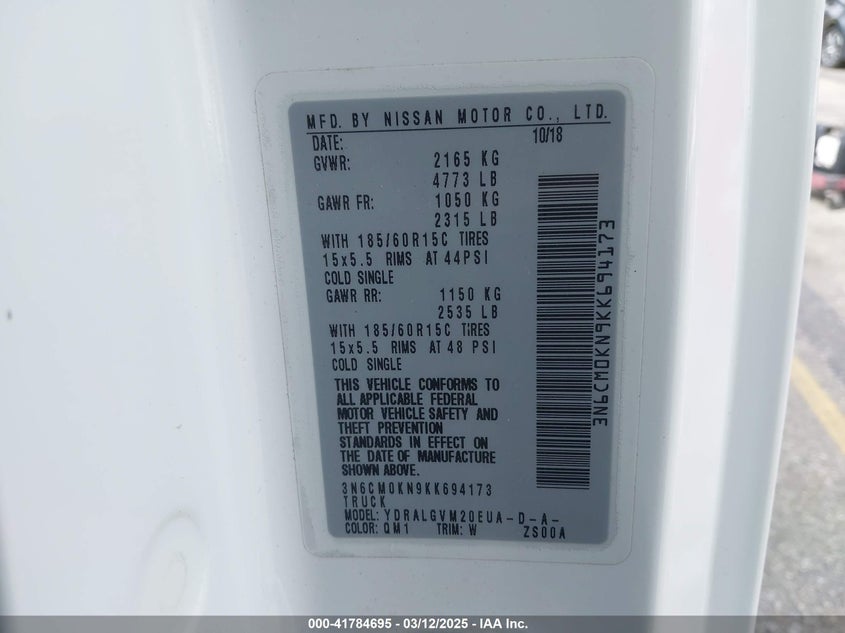 MFD. BY NISSAN MOTOR CO., LTD.
DATE: 10/18
GVWR: 2165 KG
4773 LB
GAWR FR: 1050 KG
2315 LB
WITH 185/60R15C TIRES
15x5.5 RIMS AT 44PSI
COLD SINGLE
GAWR RR: 1150 KG
2535 LB
WITH 185/60R15C TIRES
15x5.5 RIMS AT 48 PSI
COLD SINGLE
THIS VEHICLE CONFORMS TO
ALL APPLICABLE FEDERAL
MOTOR VEHICLE SAFETY AND
THEFT PREVENTION
STANDARDS IN EFFECT ON
THE DATE OF MANUFACTURE
SHOWN ABOVE.
3N6CM0KN9KK694173
TRUCK
MODEL: YDRALGVM20EUA-D-A-
COLOR: QM1 TRIM: W ZS00A
3N6CM0KN9KK694173
000-41784695 - 03/12/2025 - IAA Inc.